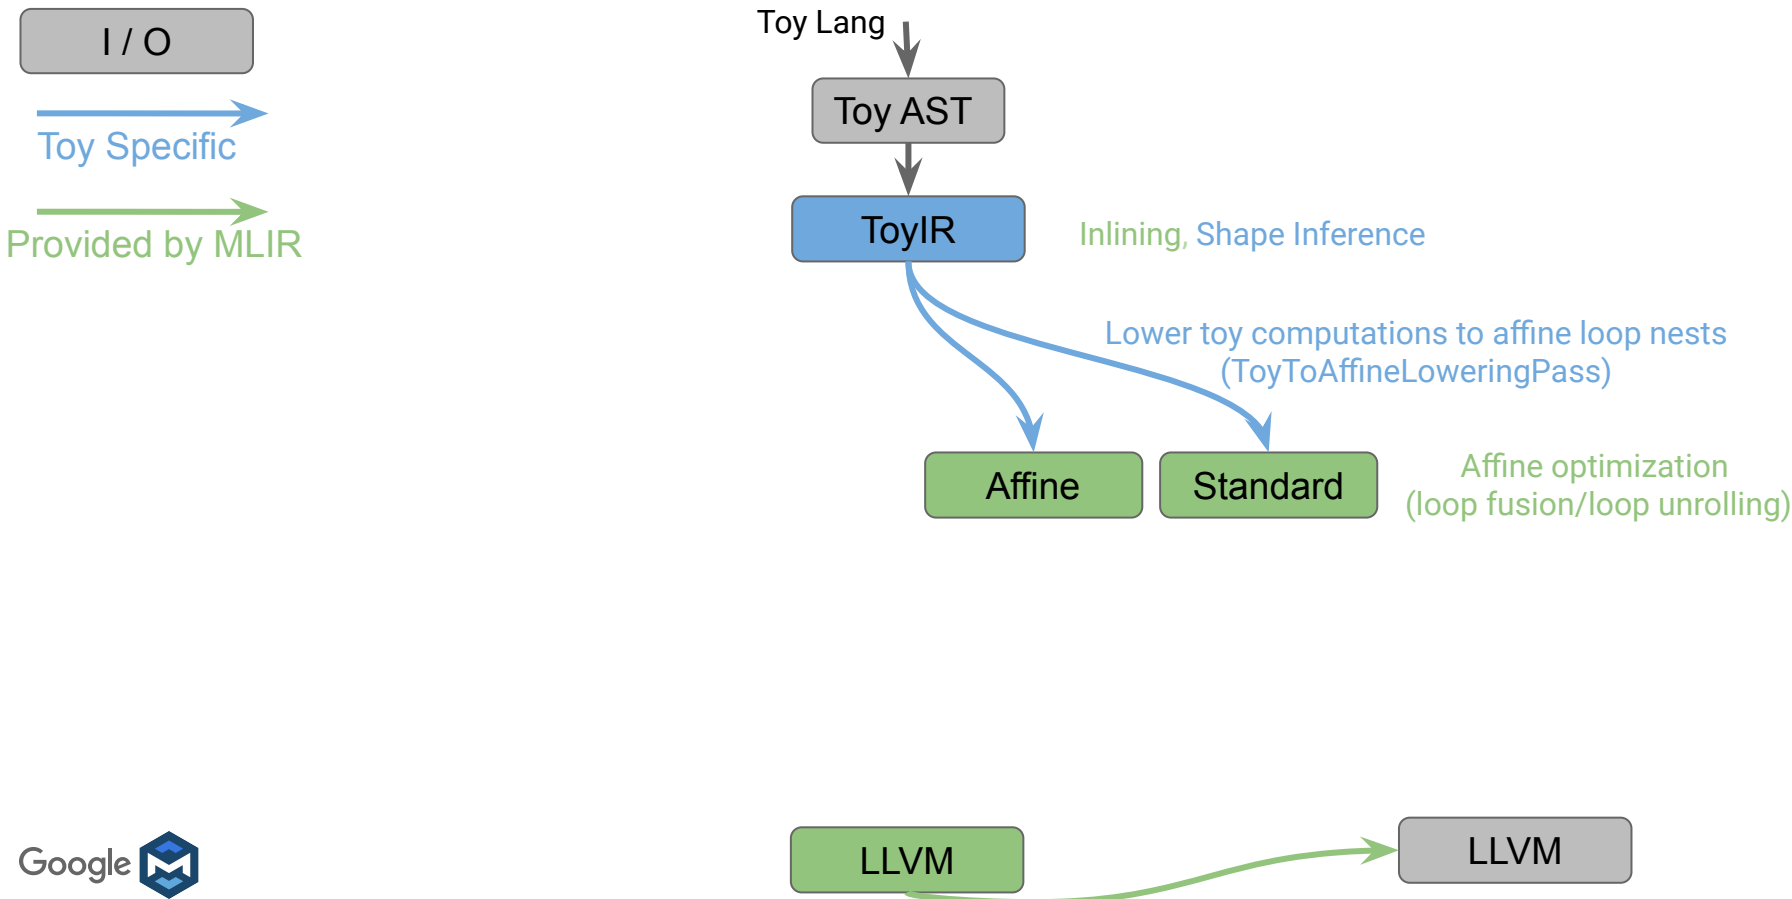 I / O
Toy Specific
Provided by MLIR
Toy Lang
Toy AST
ToyIR
Inlining, Shape Inference
Lower toy computations to affine loop nests
(ToyToAffineLoweringPass)
Affine
Standard
Affine optimization
(loop fusion/loop unrolling)
Google
LLVM
LLVM